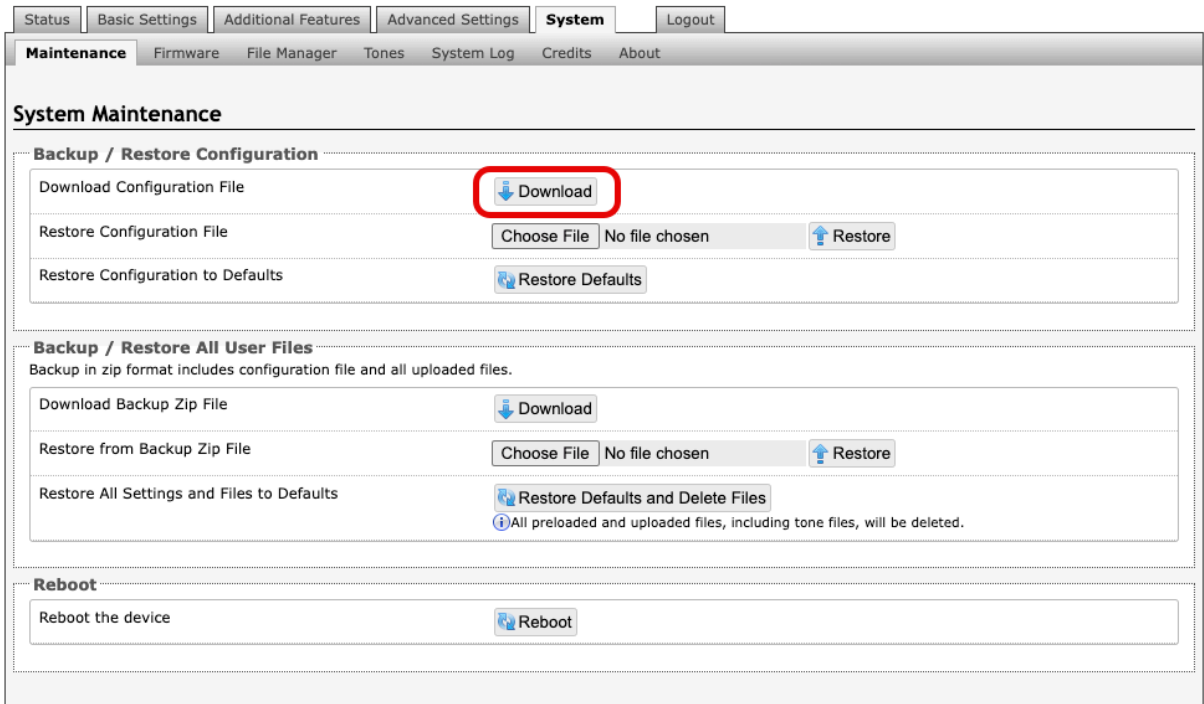 Status Basic Settings Additional Features Advanced Settings System Logout
Maintenance Firmware File Manager Tones System Log Credits About
System Maintenance
Backup / Restore Configuration
Download Configuration File Download
Restore Configuration File Choose File No file chosen Restore
Restore Configuration to Defaults Restore Defaults
Backup / Restore All User Files
Backup in zip format includes configuration file and all uploaded files.
Download Backup Zip File Download
Restore from Backup Zip File Choose File No file chosen Restore
Restore All Settings and Files to Defaults Restore Defaults and Delete Files
All preloaded and uploaded files, including tone files, will be deleted.
Reboot
Reboot the device Reboot